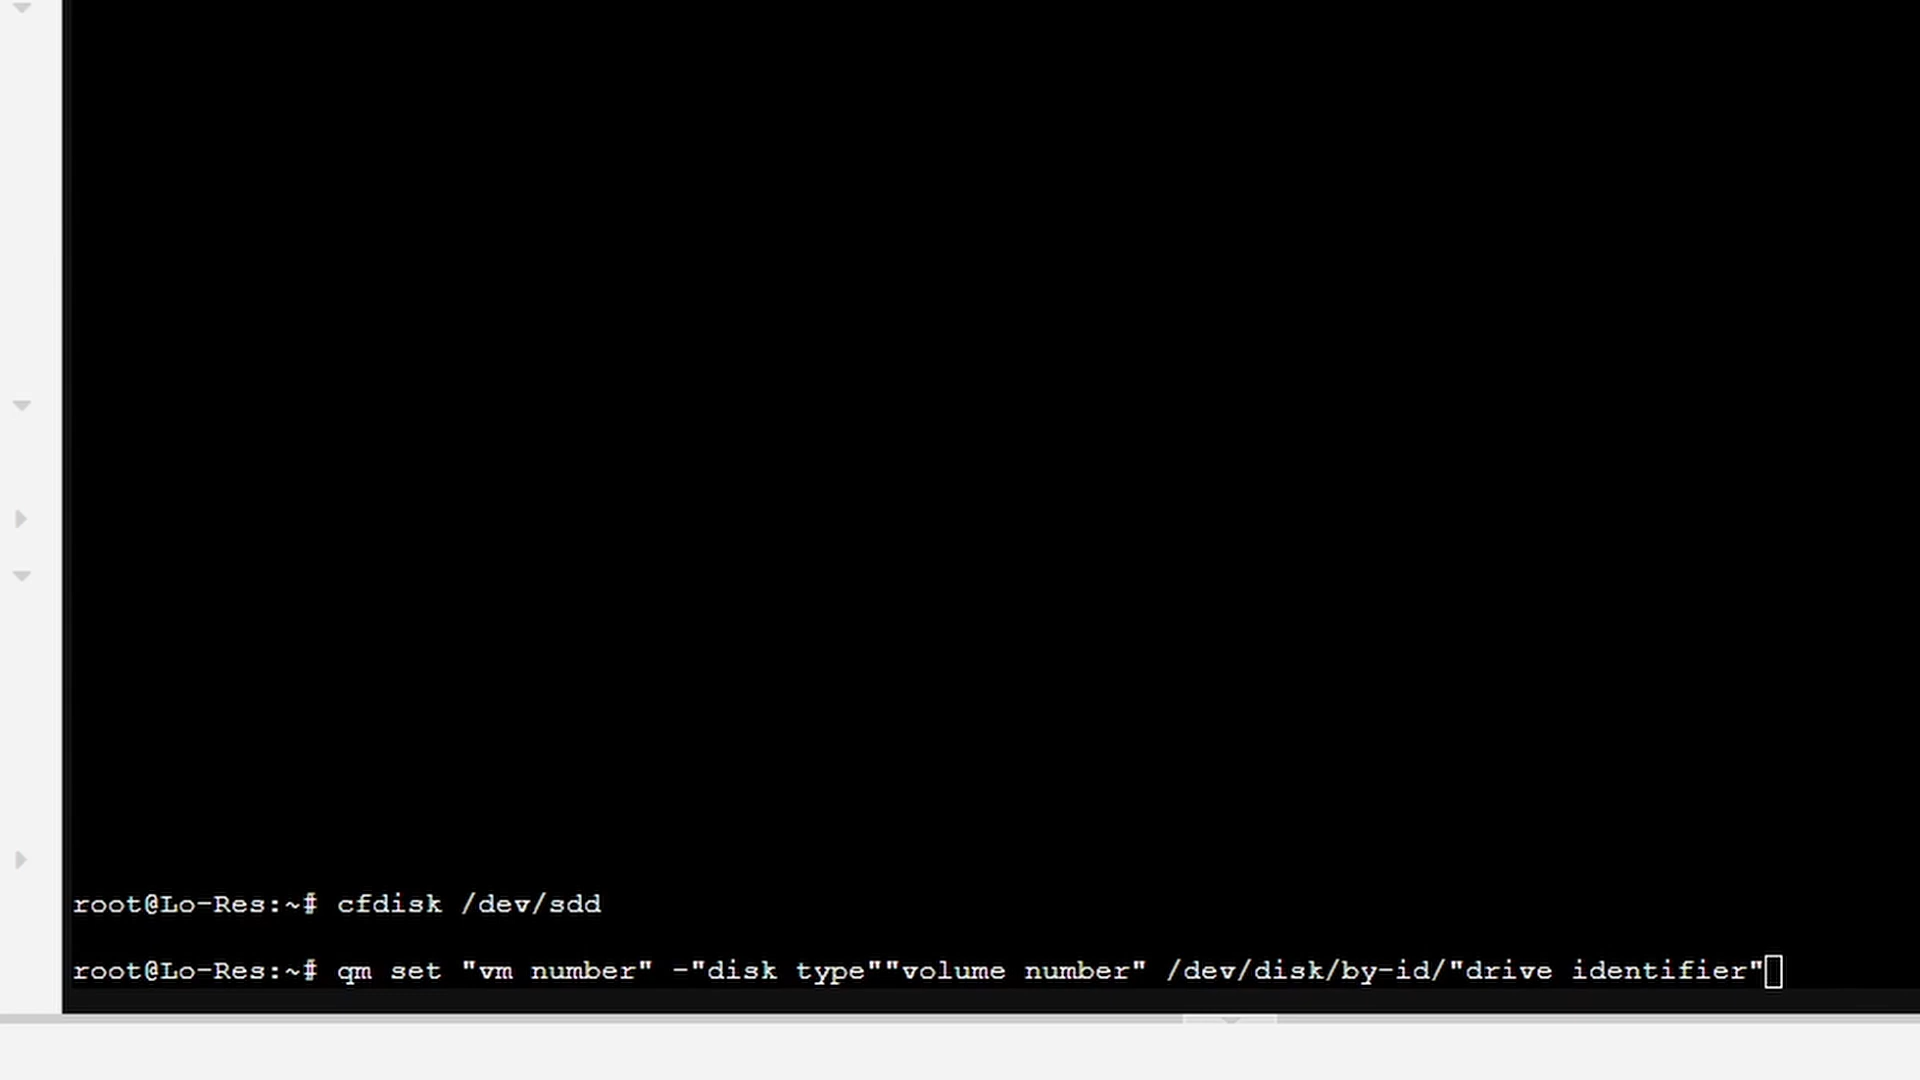 root@Lo-Res:~# cfdisk /dev/sdd
root@Lo-Res:~# qm set "vm number" -"disk type""volume number" /dev/disk/by-id/"drive identifier"